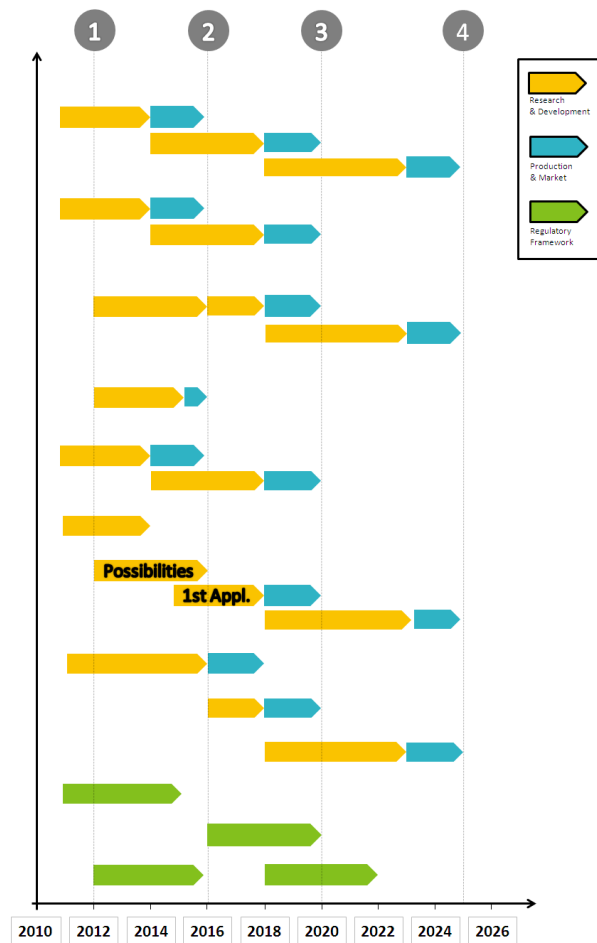 1 2 3 4
Research
& Development
Production
& Market
Regulatory
Framework
Possibilities
1st Appl.
2010 2012 2014 2016 2018 2020 2022 2024 2026